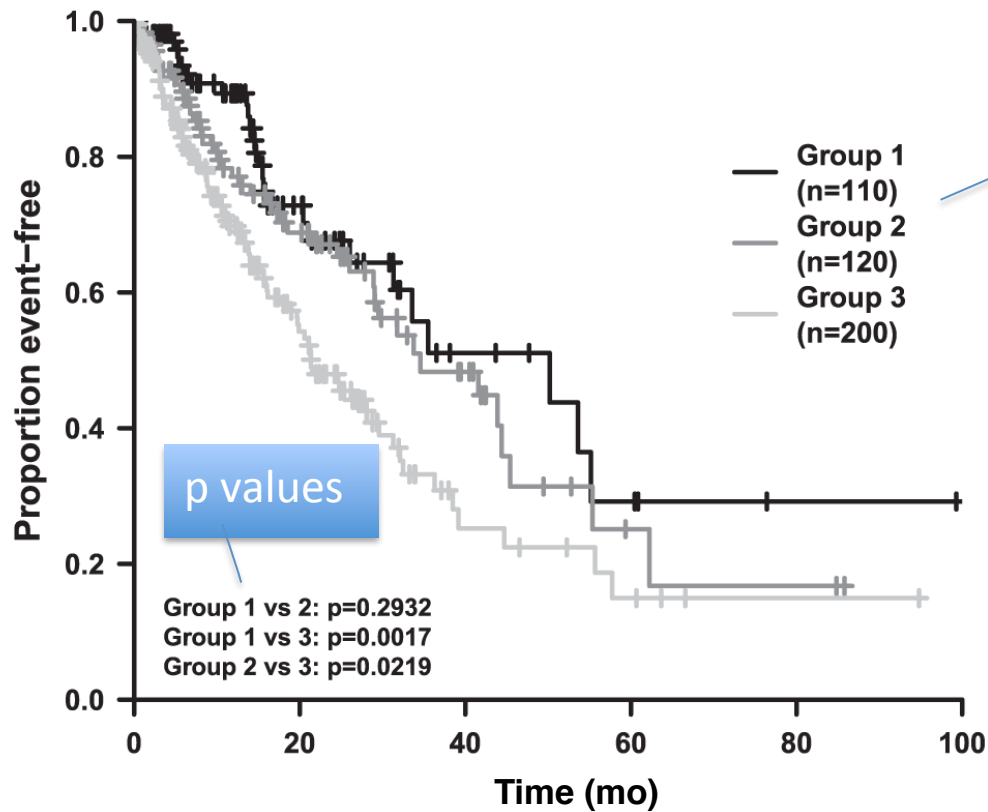 1.0
0.8
0.6
0.4
0.2
0.0
Proportion event-free
Group 1
(n=110)
Group 2
(n=120)
Group 3
(n=200)
p values
Group 1 vs 2: p=0.2932
Group 1 vs 3: p=0.0017
Group 2 vs 3: p=0.0219
0 20 40 60 80 100
Time (mo)